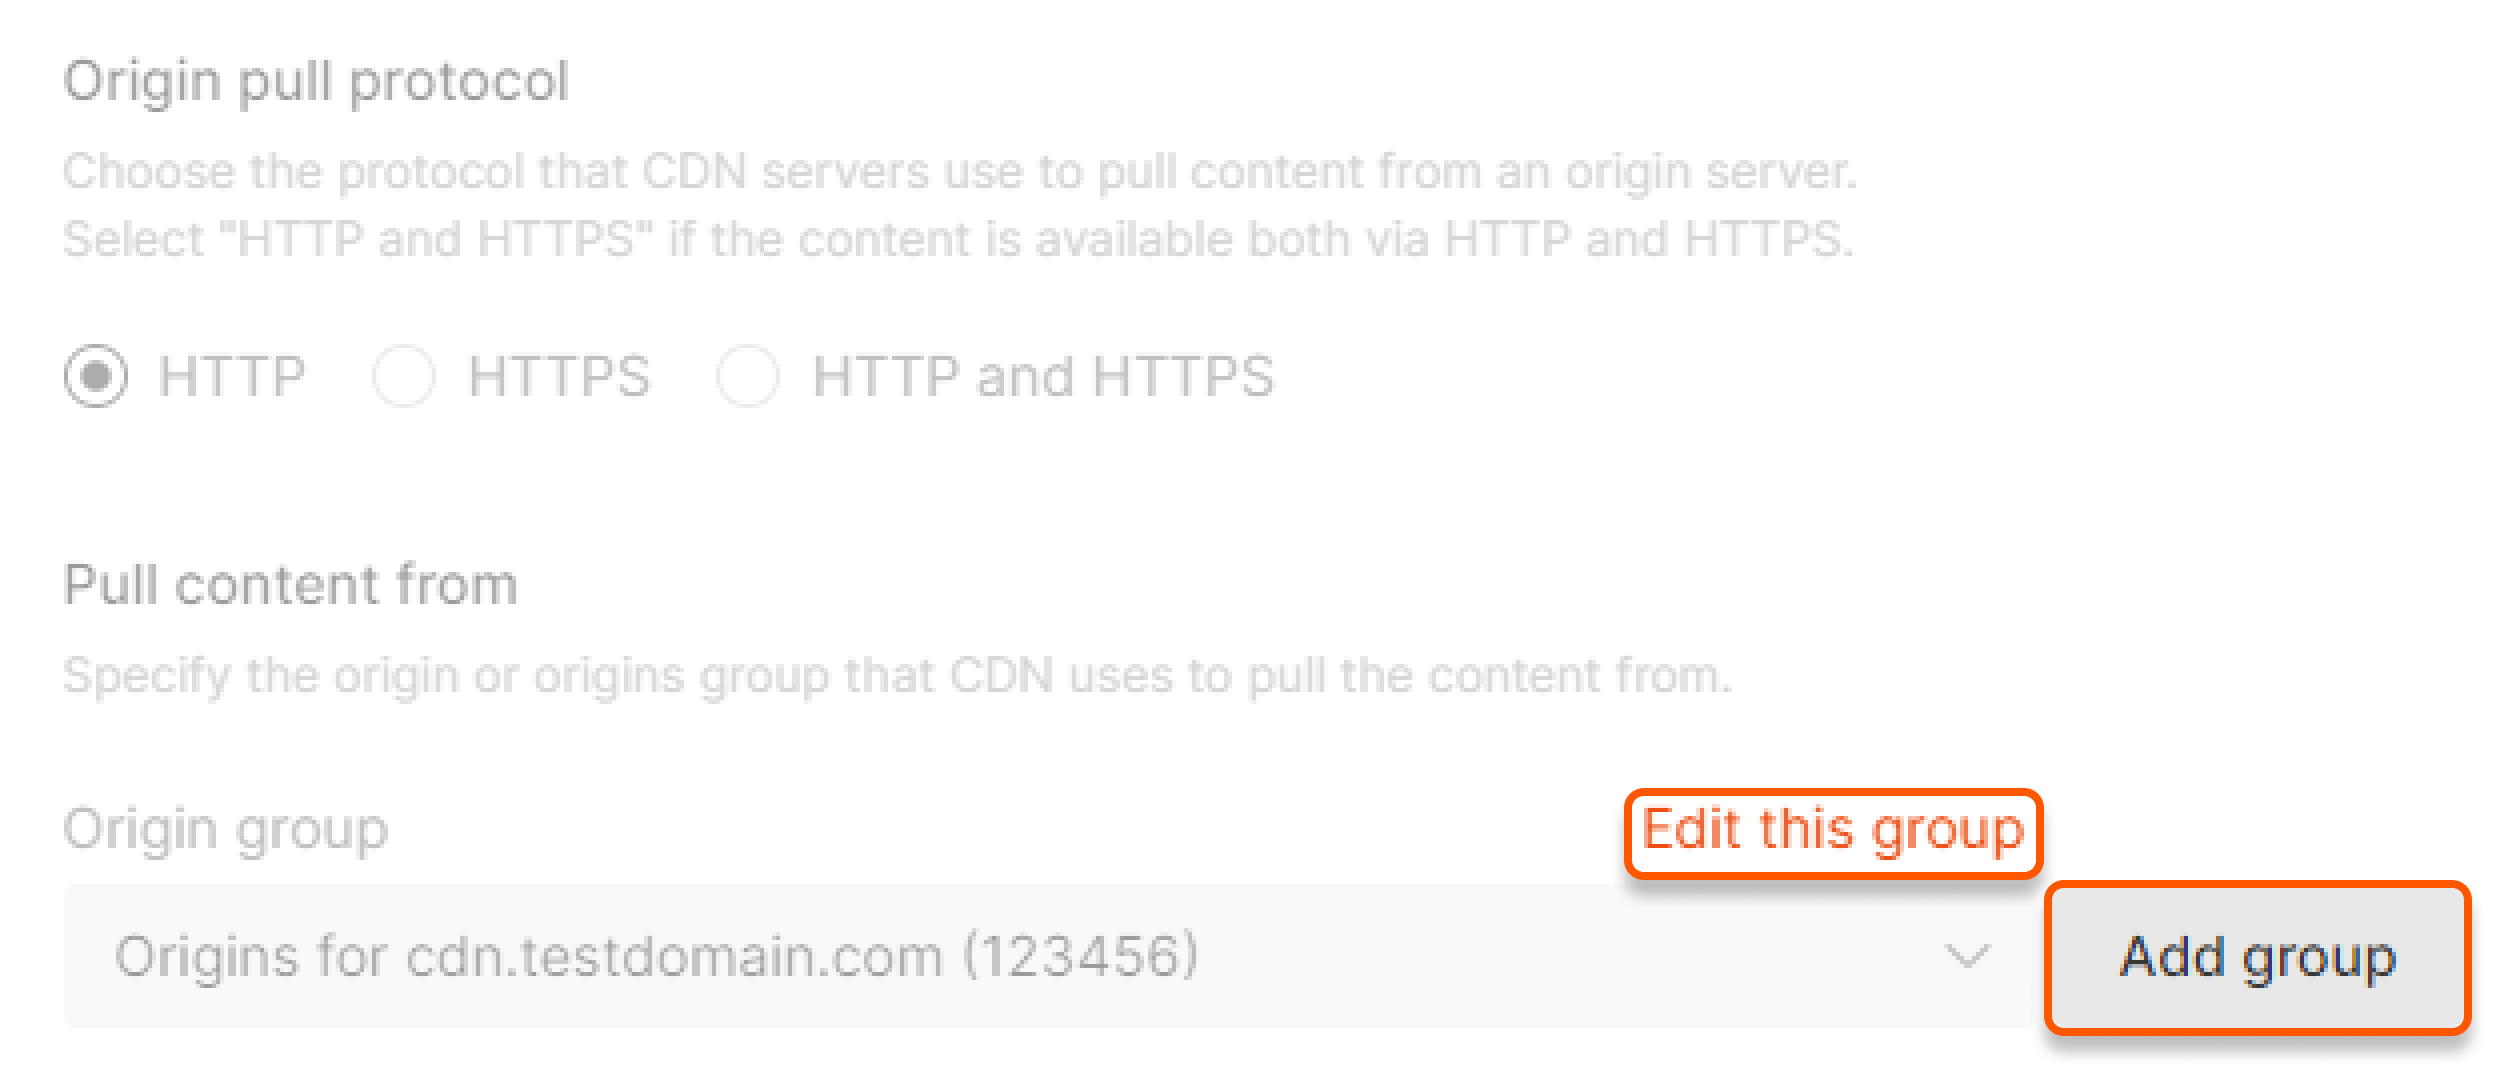 Origin pull protocol
Choose the protocol that CDN servers use to pull content from an origin server.
Select "HTTP and HTTPS" if the content is available both via HTTP and HTTPS.
HTTP HTTPS HTTP and HTTPS
Pull content from
Specify the origin or origins group that CDN uses to pull the content from.
Origin group Edit this group
Origins for cdn.testdomain.com (123456) Add group